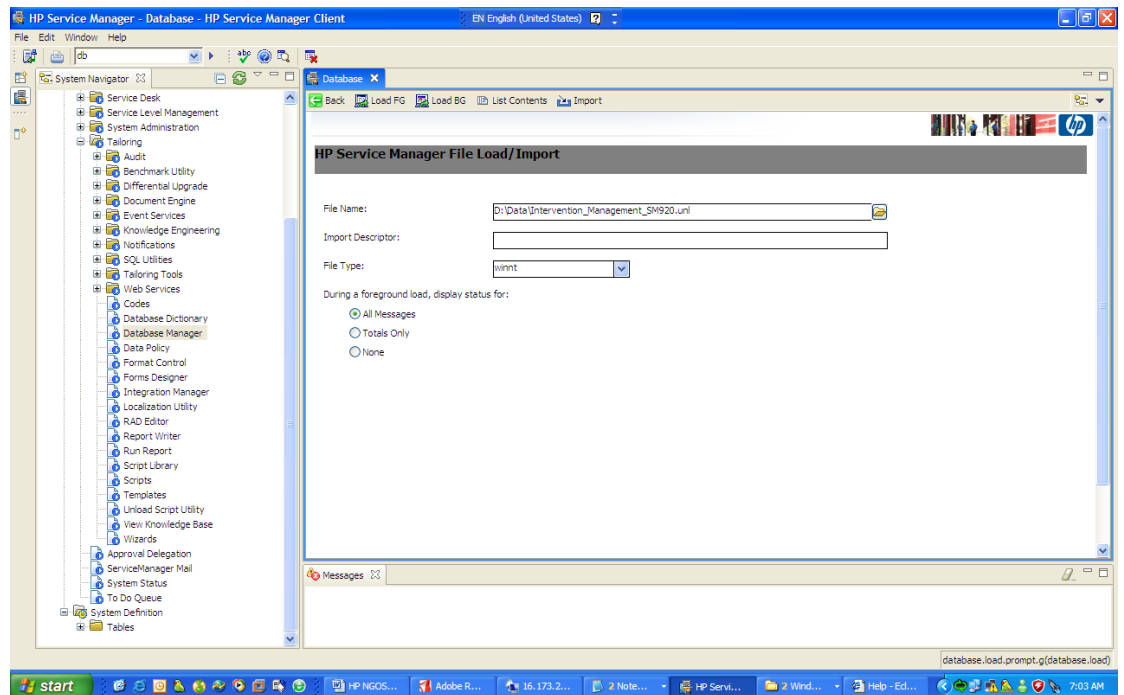 HP Service Manager - Database - HP Service Manager Client
EN English (United States)
File Edit Window Help
db
abc
System Navigator
Service Desk
Service Level Management
System Administration
Tailoring
Audit
Benchmark Utility
Differential Upgrade
Document Engine
Event Services
Knowledge Engineering
Notifications
SQL Utilities
Tailoring Tools
Web Services
Codes
Database Dictionary
Database Manager
Data Policy
Format Control
Forms Designer
Integration Manager
Localization Utility
RAD Editor
Report Writer
Run Report
Script Library
Scripts
Templates
Unload Script Utility
View Knowledge Base
Wizards
Approval Delegation
ServiceManager Mail
System Status
To Do Queue
System Definition
Tables
Database
Back Load FG Load BG List Contents Import
hp
HP Service Manager File Load/Import
File Name: D:\Data\Intervention_Management_SM920.unl
Import Descriptor:
File Type: winnt
During a foreground load, display status for:
All Messages
Totals Only
None
Messages
database.load.prompt.g(database.load)
start HP NGOS... Adobe R... 16.173.2... 2 Note... HP Servi... 2 Wind... Help - Ecl... 7:03 AM